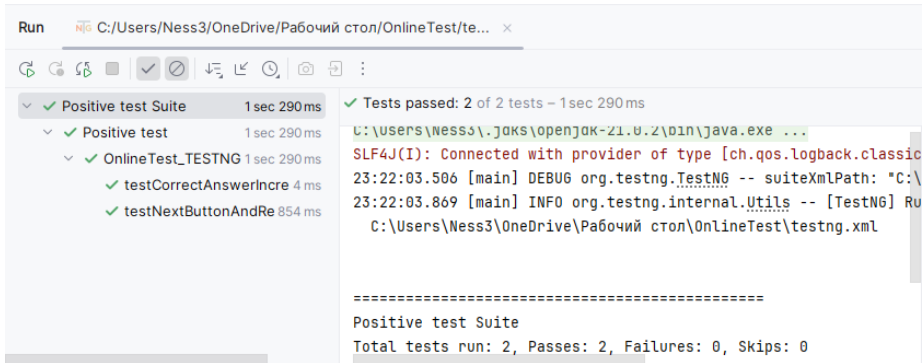 Run NG C:/Users/Ness3/OneDrive/Рабочий стол/OnlineTest/te...
Positive test Suite 1 sec 290 ms
Positive test 1 sec 290 ms
OnlineTest_TESTNG 1 sec 290 ms
testCorrectAnswerIncre 4 ms
testNextButtonAndRe 854 ms
Tests passed: 2 of 2 tests – 1 sec 290 ms
C:\Users\Ness3\.jdks\openjdk-21.0.2\bin\java.exe ...
SLF4J(I): Connected with provider of type [ch.qos.logback.classic
23:22:03.506 [main] DEBUG org.testng.TestNG -- suiteXmlPath: "C:\
23:22:03.869 [main] INFO org.testng.internal.Utils -- [TestNG] Ru
C:\Users\Ness3\OneDrive\Рабочий стол\OnlineTest\testng.xml
===============================================
Positive test Suite
Total tests run: 2, Passes: 2, Failures: 0, Skips: 0